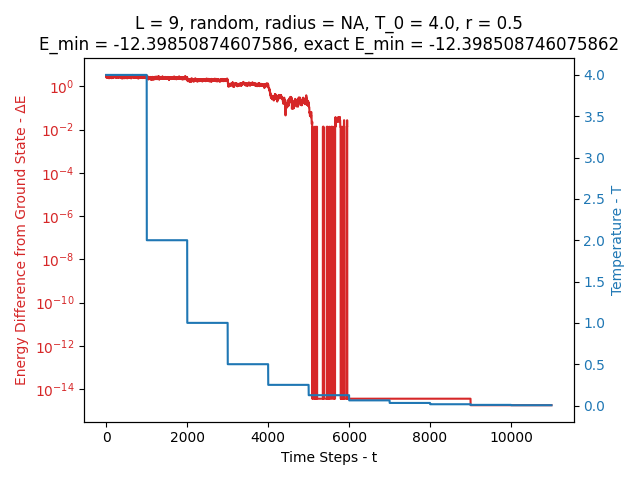 L = 9, random, radius = NA, T_0 = 4.0, r = 0.5
E_min = -12.39850874607586, exact E_min = -12.398508746075862
Energy Difference from Ground State - ΔE
10^0
10^-2
10^-4
10^-6
10^-8
10^-10
10^-12
10^-14
4.0
3.5
3.0
2.5
2.0
1.5
1.0
0.5
0.0
Temperature - T
0 2000 4000 6000 8000 10000
Time Steps - t